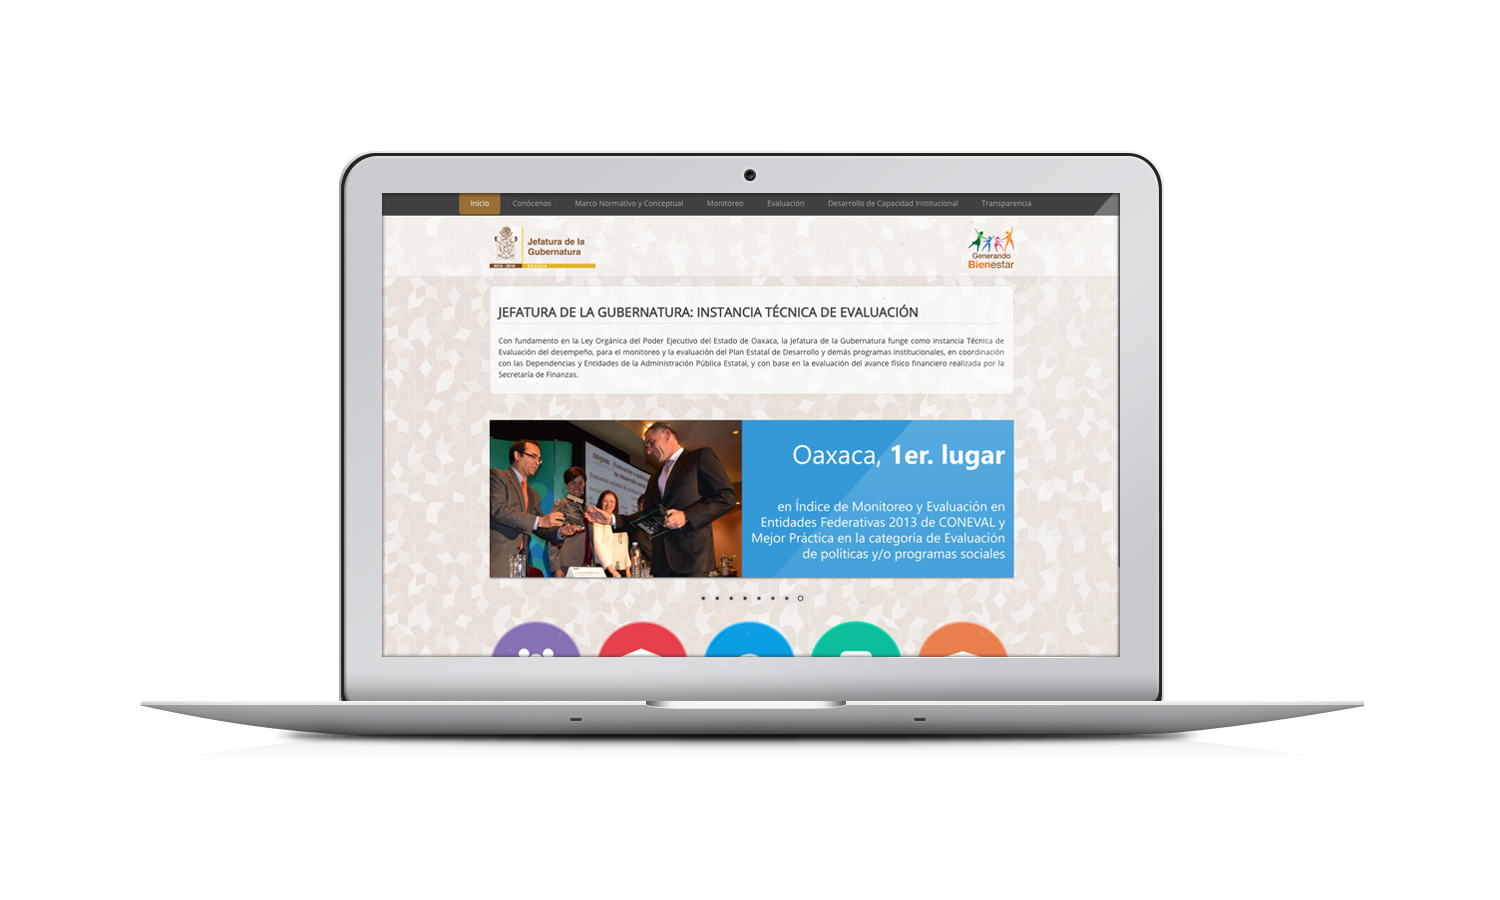 Inicio Conócenos Marco Normativo y Conceptual Monitoreo Evaluación Desarrollo de Capacidad Institucional Transparencia
Jefatura de la
Gubernatura
OAXACA
Generando
Bienestar
JEFATURA DE LA GUBERNATURA: INSTANCIA TÉCNICA DE EVALUACIÓN
Con fundamento en la Ley Orgánica del Poder Ejecutivo del Estado de Oaxaca, la Jefatura de la Gubernatura funge como instancia Técnica de
Evaluación del desempeño, para el monitoreo y la evaluación del Plan Estatal de Desarrollo y demás programas institucionales, en coordinación
con las Dependencias y Entidades de la Administración Pública Estatal, y con base en la evaluación del avance físico financiero realizada por la
Secretaría de Finanzas.
Oaxaca, 1er. lugar
en Índice de Monitoreo y Evaluación en
Entidades Federativas 2013 de CONEVAL y
Mejor Práctica en la categoría de Evaluación
de políticas y/o programas sociales